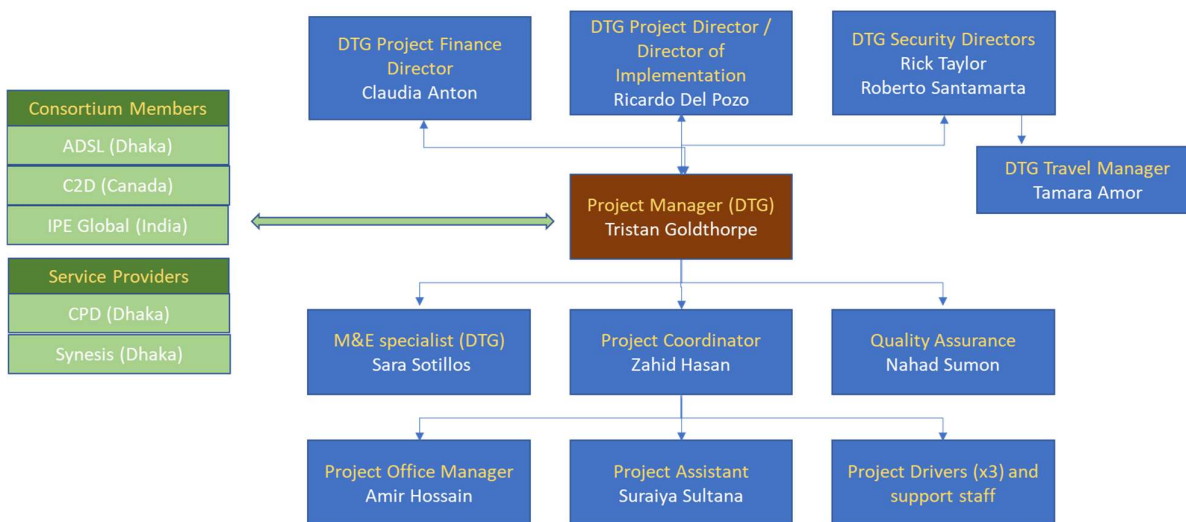 DTG Project Finance
Director
Claudia Anton
DTG Project Director /
Director of
Implementation
Ricardo Del Pozo
DTG Security Directors
Rick Taylor
Roberto Santamarta
Consortium Members
ADSL (Dhaka)
C2D (Canada)
IPE Global (India)
DTG Travel Manager
Tamara Amor
Project Manager (DTG)
Tristan Goldthorpe
Service Providers
CPD (Dhaka)
Synesis (Dhaka)
M&E specialist (DTG)
Sara Sotillos
Project Coordinator
Zahid Hasan
Quality Assurance
Nahad Sumon
Project Office Manager
Amir Hossain
Project Assistant
Suraiya Sultana
Project Drivers (x3) and
support staff